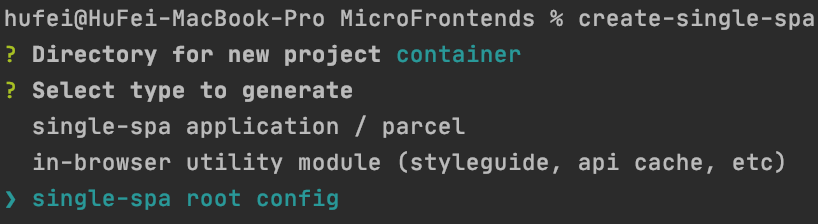 hufei@HuFei-MacBook-Pro MicroFrontends % create-single-spa
? Directory for new project container
? Select type to generate
single-spa application / parcel
in-browser utility module (styleguide, api cache, etc)
❯ single-spa root config